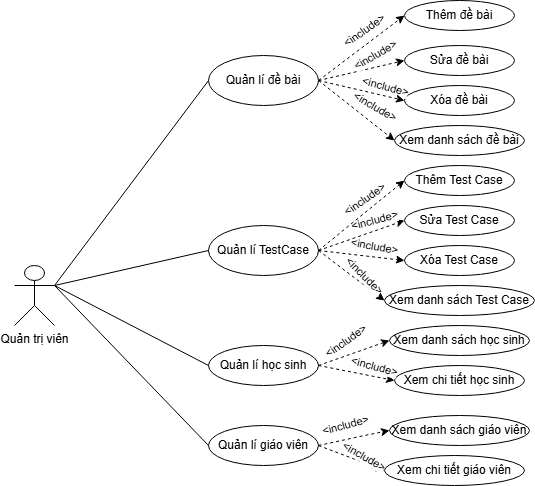 <include>
Thêm đề bài
<include>
Sửa đề bài
Quản lí đề bài
<include>
Xóa đề bài
<include>
Xem danh sách đề bài
<include>
Thêm Test Case
<include>
Sửa Test Case
Quản lí TestCase
<include>
Xóa Test Case
<include>
Xem danh sách Test Case
Quản trị viên
<include>
Xem danh sách học sinh
Quản lí học sinh
<include>
Xem chi tiết học sinh
<include>
Xem danh sách giáo viên
Quản lí giáo viên
<include>
Xem chi tiết giáo viên